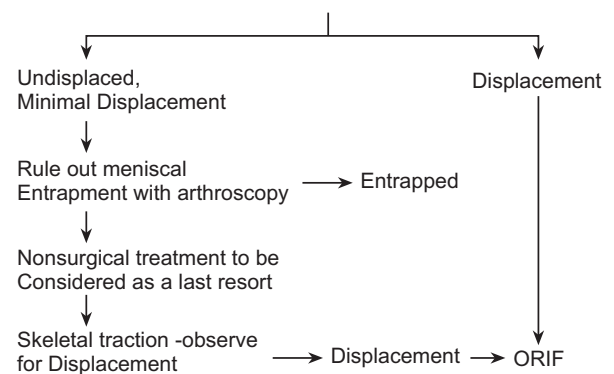 Undisplaced,
Minimal Displacement
Displacement
Rule out meniscal
Entrapment with arthroscopy
Entrapped
Nonsurgical treatment to be
Considered as a last resort
Skeletal traction -observe
for Displacement
Displacement
ORIF